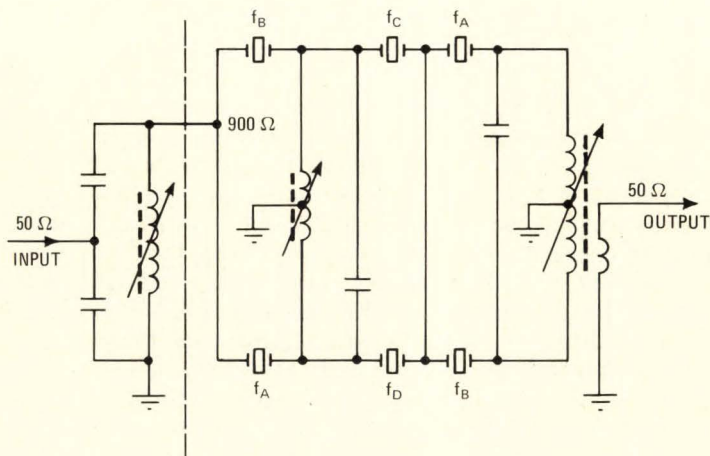 f_B
f_C
f_A
900 Ω
50 Ω
INPUT
50 Ω
OUTPUT
f_A
f_D
f_B